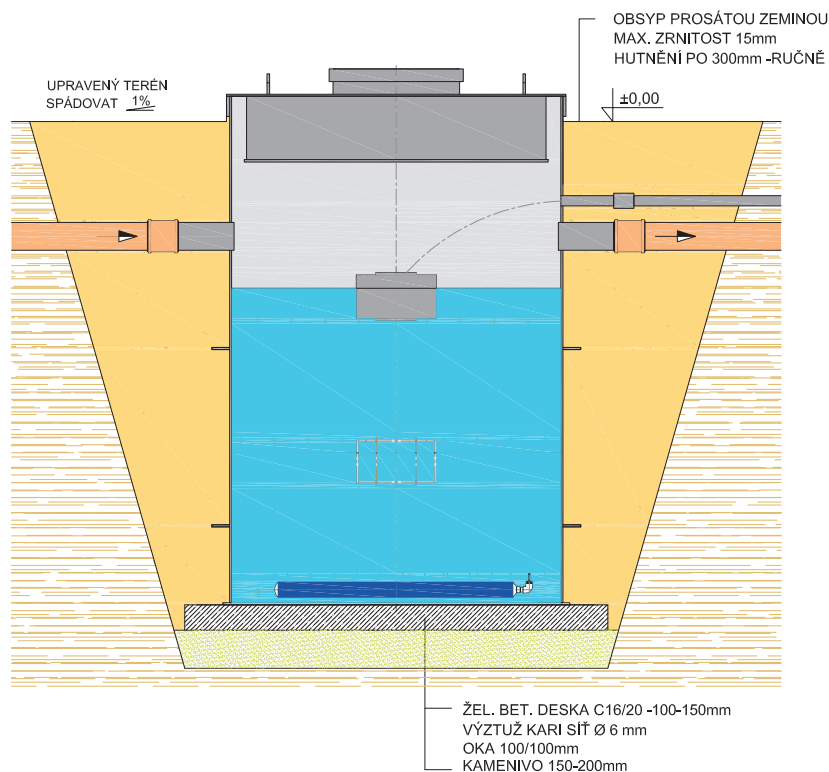 OBSYP PROSÁTOU ZEMINOU
MAX. ZRNITOST 15mm
HUTNĚNÍ PO 300mm -RUČNĚ
UPRAVENÝ TERÉN
SPÁDOVAT 1%
±0,00
ŽEL. BET. DESKA C16/20 -100-150mm
VÝZTUŽ KARI SÍŤ Ø 6 mm
OKA 100/100mm
KAMENIVO 150-200mm